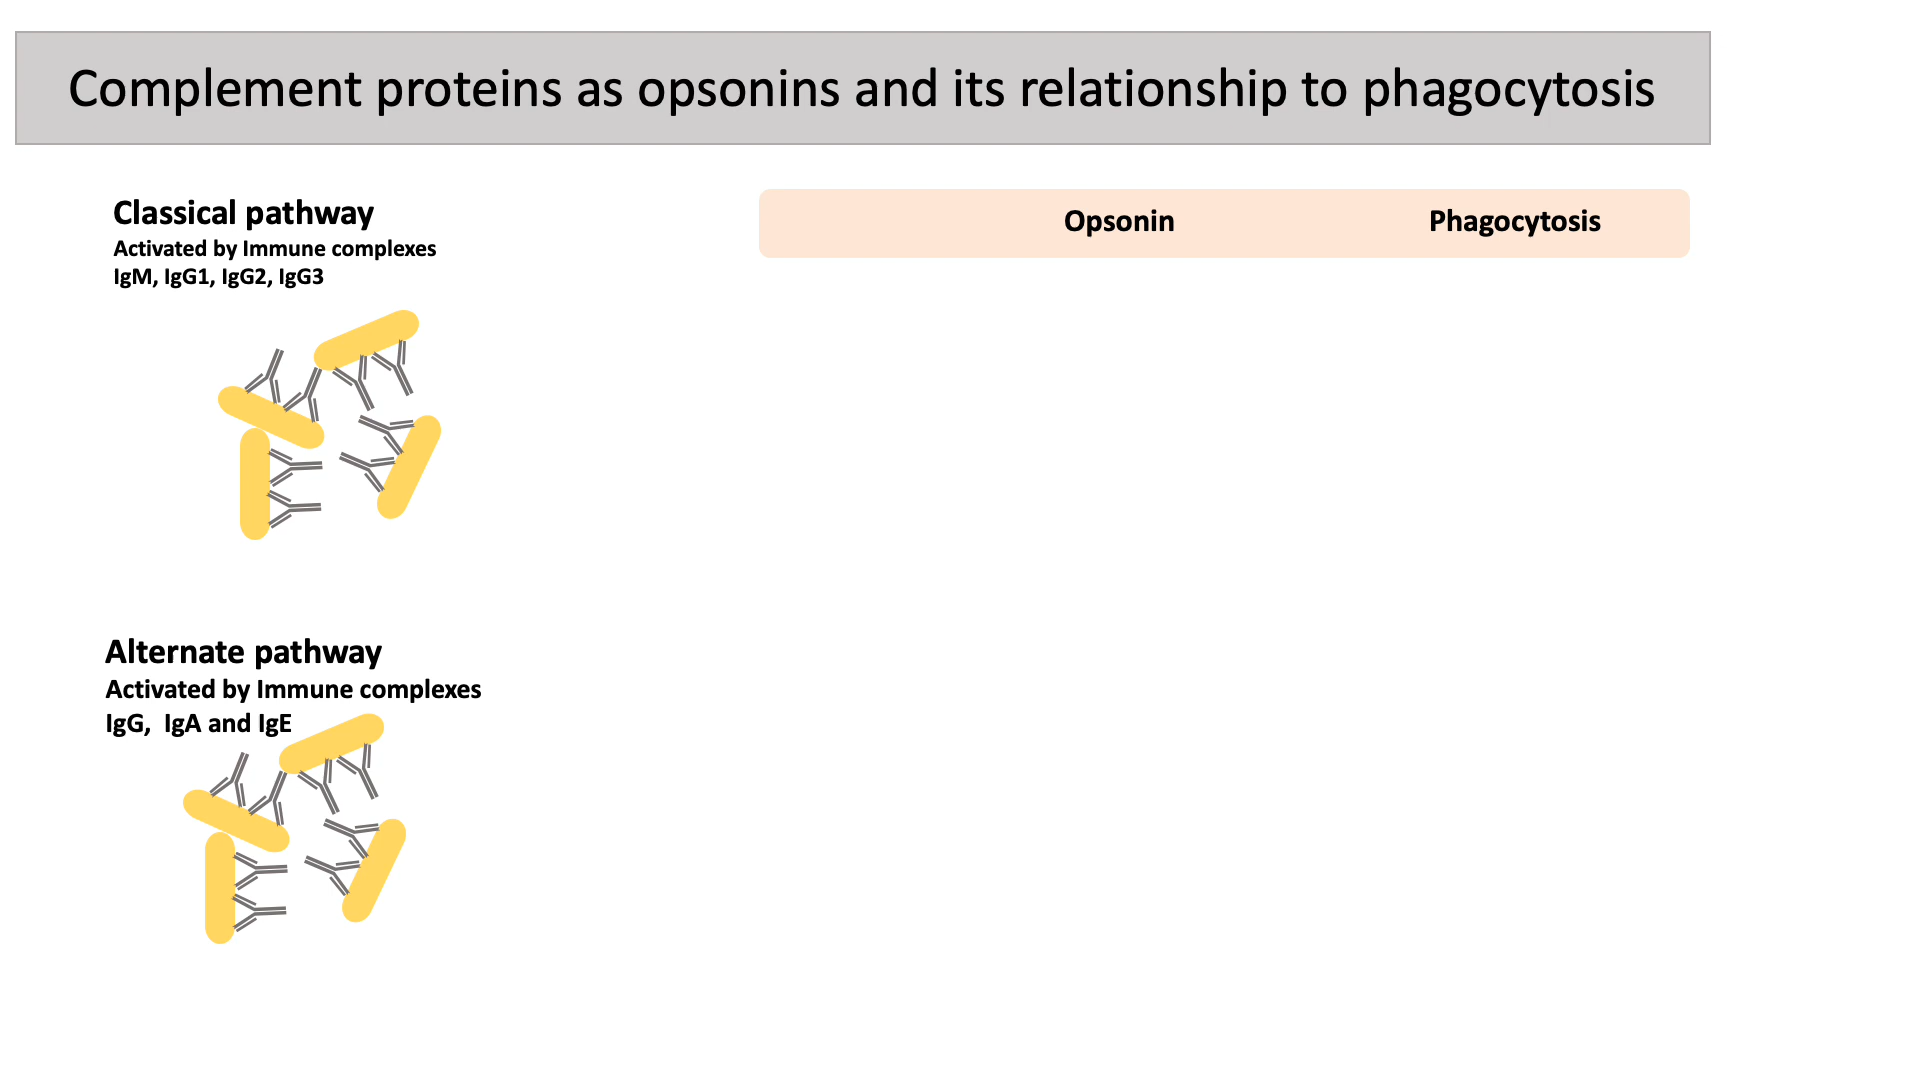 Complement proteins as opsonins and its relationship to phagocytosis
Classical pathway
Activated by Immune complexes
IgM, IgG1, IgG2, IgG3
Opsonin
Phagocytosis
Alternate pathway
Activated by Immune complexes
IgG,  IgA and IgE